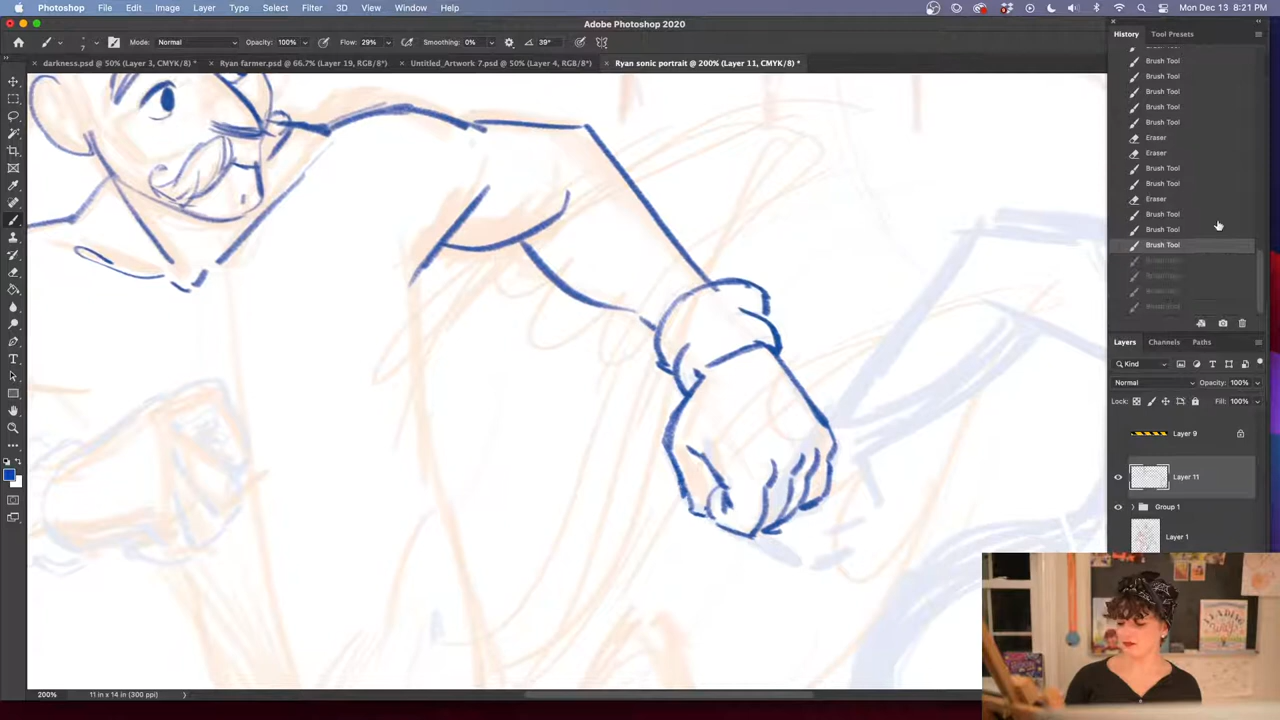 Photoshop File Edit Image Layer Type Select Filter 3D View Window Help Mon Dec 13 8:21 PM
Adobe Photoshop 2020
Mode: Normal Opacity: 100% Flow: 29% Smoothing: 0% 39°
darkness.psd @ 50% (Layer 3, CMYK/8) *
Ryan farmer.psd @ 66.7% (Layer 19, RGB/8*)
Untitled_Artwork 7.psd @ 50% (Layer 4, RGB/8*)
Ryan sonic portrait @ 200% (Layer 11, CMYK/8) *
History Tool Presets
Brush Tool
Brush Tool
Brush Tool
Brush Tool
Brush Tool
Eraser
Eraser
Brush Tool
Brush Tool
Eraser
Brush Tool
Brush Tool
Brush Tool
Layers Channels Paths
Kind
Normal Opacity: 100%
Lock: Fill: 100%
Layer 9
Layer 11
Group 1
Layer 1
LEADING
200% 11 in x 14 in (300 ppi)